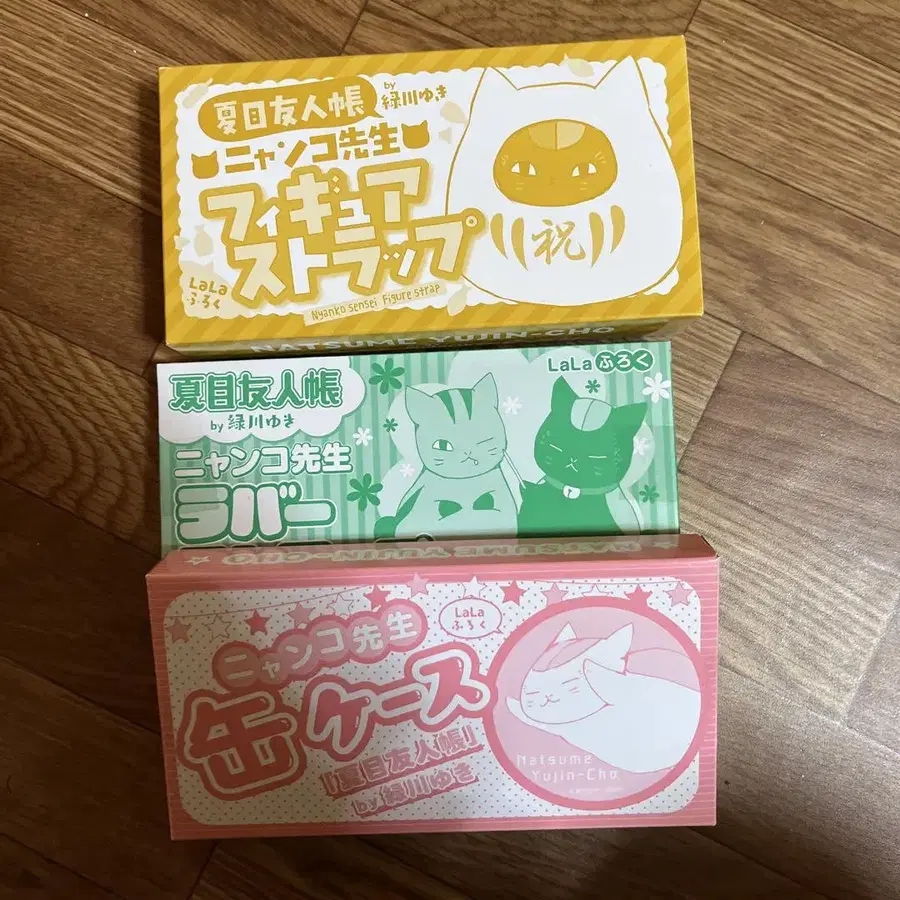 夏目友人帳
by
緑川ゆき
ニャンコ先生
フィギュア
ストラップ
祝
LaLa
ふろく
Nyanko sensei Figure strap
NATSUME YUJIN-CHO
夏目友人帳
by 緑川ゆき
LaLa ふろく
ニャンコ先生
ラバー
NATSUME YUJIN-CHO
LaLa
ふろく
ニャンコ先生
缶ケース
『夏目友人帳』
by 緑川ゆき
Natsume
Yujin-Cho